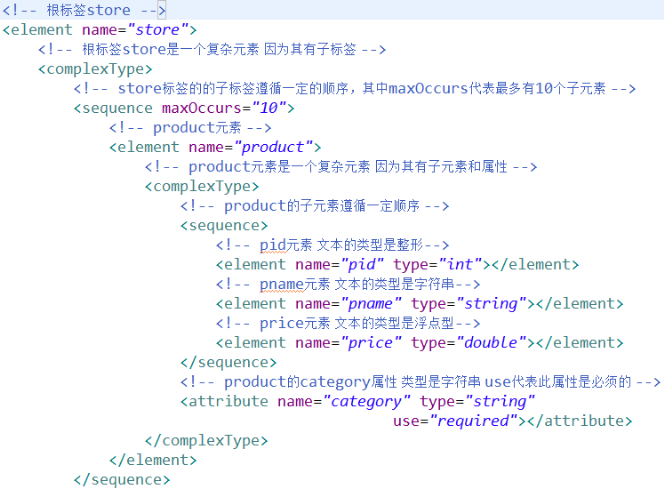 <!-- 根标签store -->
<element name="store">
<!-- 根标签store是一个复杂元素 因为其有子标签 -->
<complexType>
<!-- store标签的的子标签遵循一定的顺序，其中maxOccurs代表最多有10个子元素 -->
<sequence maxOccurs="10">
<!-- product元素 -->
<element name="product">
<!-- product元素是一个复杂元素 因为其有子元素和属性 -->
<complexType>
<!-- product的子元素遵循一定顺序 -->
<sequence>
<!-- pid元素 文本的类型是整形-->
<element name="pid" type="int"></element>
<!-- pname元素 文本的类型是字符串-->
<element name="pname" type="string"></element>
<!-- price元素 文本的类型是浮点型-->
<element name="price" type="double"></element>
</sequence>
<!-- product的category属性 类型是字符串 use代表此属性是必须的 -->
<attribute name="category" type="string"
use="required"></attribute>
</complexType>
</element>
</sequence>